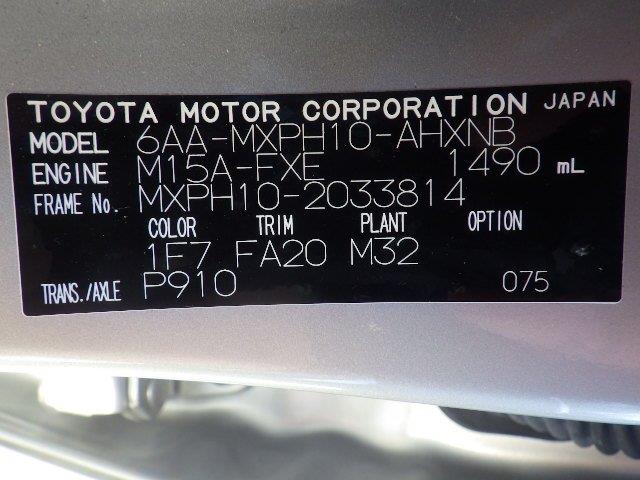 TOYOTA MOTOR CORPORATION JAPAN
MODEL 6AA-MXPH10-AHXNB
ENGINE M15A-FXE 1490 mL
FRAME No. MXPH10-2033814
COLOR TRIM PLANT OPTION
1F7 FA20 M32
TRANS./AXLE P910 075